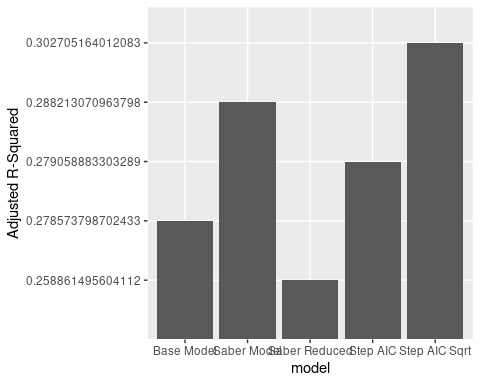 Adjusted R-Squared
0.302705164012083
0.288213070963798
0.279058883303289
0.278573798702433
0.258861495604112
Base Model Saber Model Saber Reduced Step AIC Step AIC Sqrt
model